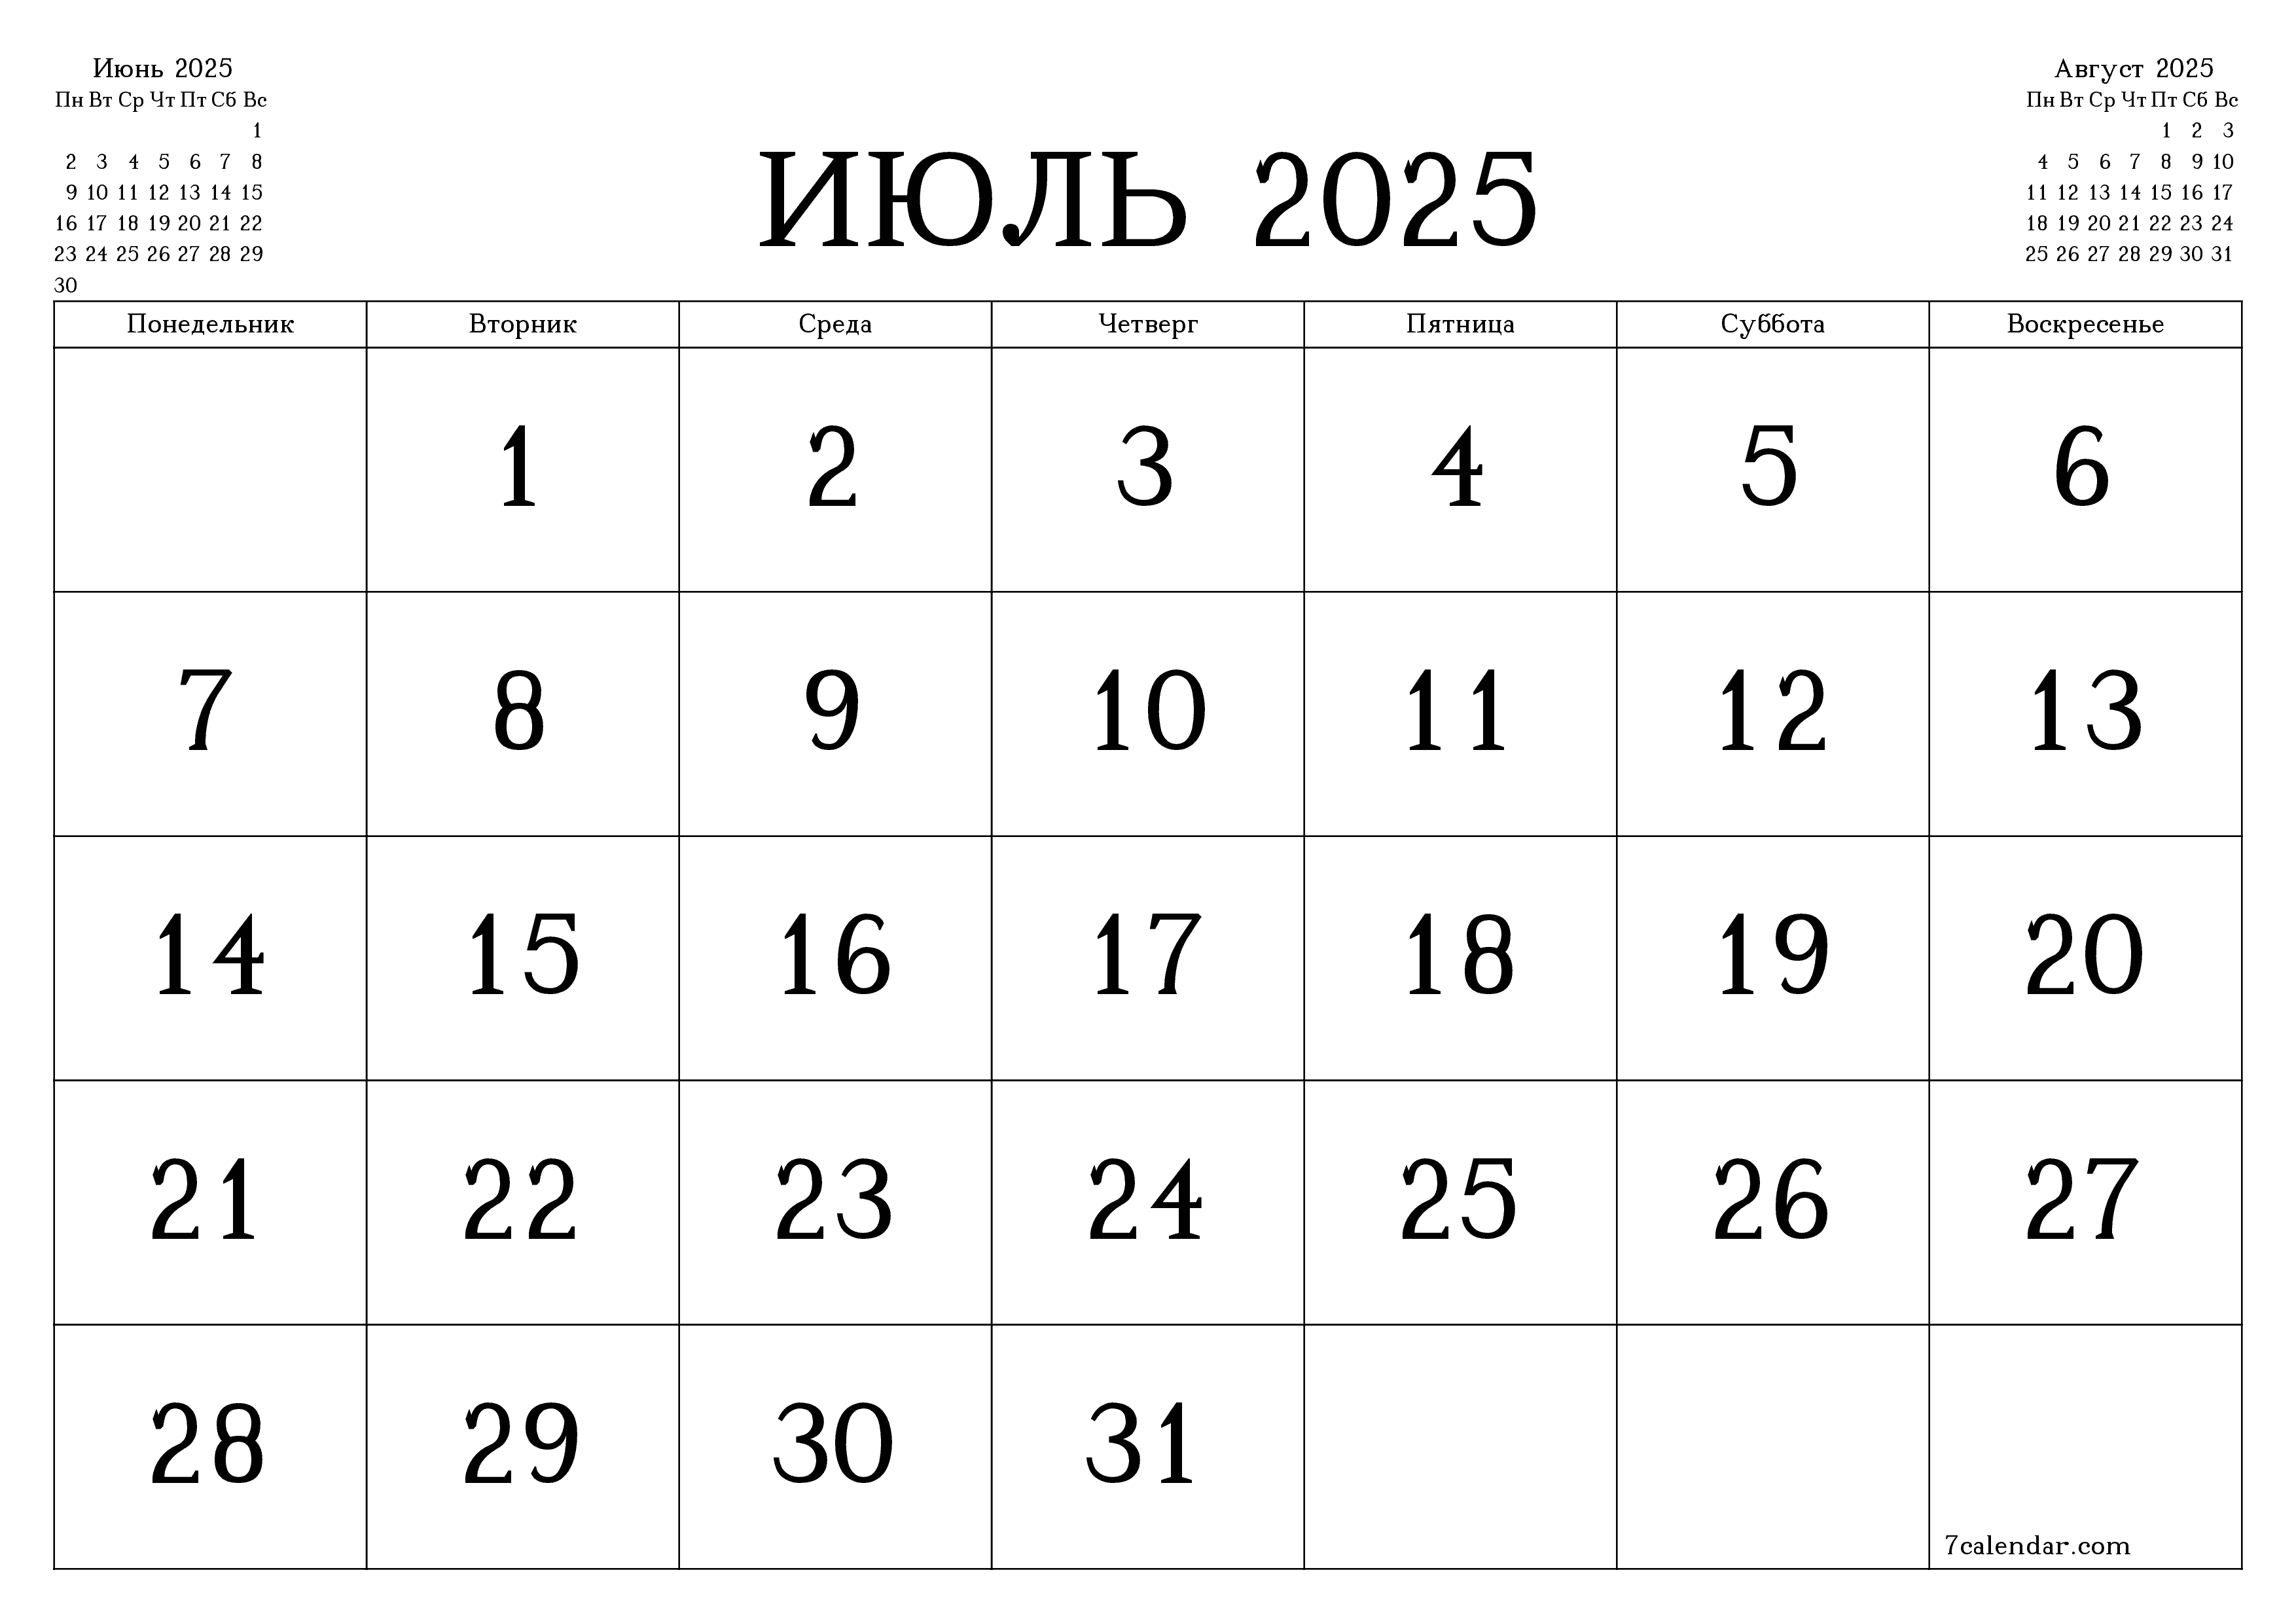 Июнь 2025
Пн Вт Ср Чт Пт Сб Вс
1
2 3 4 5 6 7 8
9 10 11 12 13 14 15
16 17 18 19 20 21 22
23 24 25 26 27 28 29
30
ИЮЛЬ 2025
Август 2025
Пн Вт Ср Чт Пт Сб Вс
1 2 3
4 5 6 7 8 9 10
11 12 13 14 15 16 17
18 19 20 21 22 23 24
25 26 27 28 29 30 31
Понедельник Вторник Среда Четверг Пятница Суббота Воскресенье
1 2 3 4 5 6
7 8 9 10 11 12 13
14 15 16 17 18 19 20
21 22 23 24 25 26 27
28 29 30 31
7calendar.com